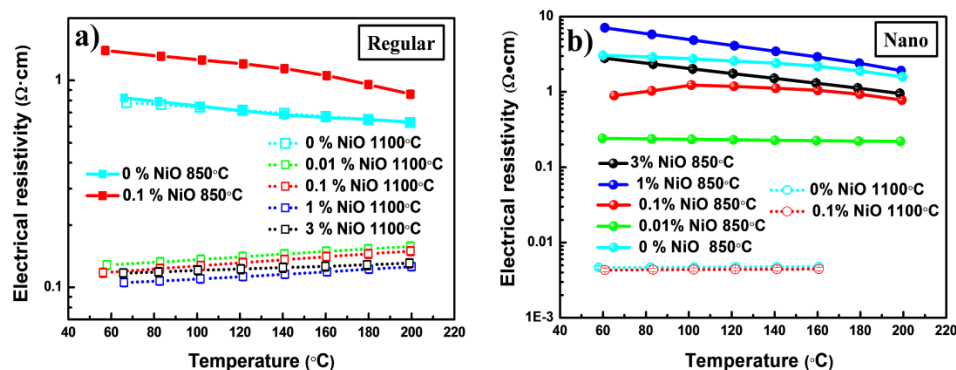 a)
Regular
Electrical resistivity (Ω·cm)
1
0.1
0 % NiO 850°C
0.1 % NiO 850°C
0 % NiO 1100°C
0.01 % NiO 1100°C
0.1 % NiO 1100°C
1 % NiO 1100°C
3 % NiO 1100°C
40 60 80 100 120 140 160 180 200 220
Temperature (°C)
b)
Nano
Electrical resistivity (Ω•cm)
10
1
0.1
0.01
1E-3
3% NiO 850°C
1% NiO 850°C
0.1% NiO 850°C
0.01% NiO 850°C
0 % NiO 850°C
0% NiO 1100°C
0.1% NiO 1100°C
40 60 80 100 120 140 160 180 200 220
Temperature (°C)